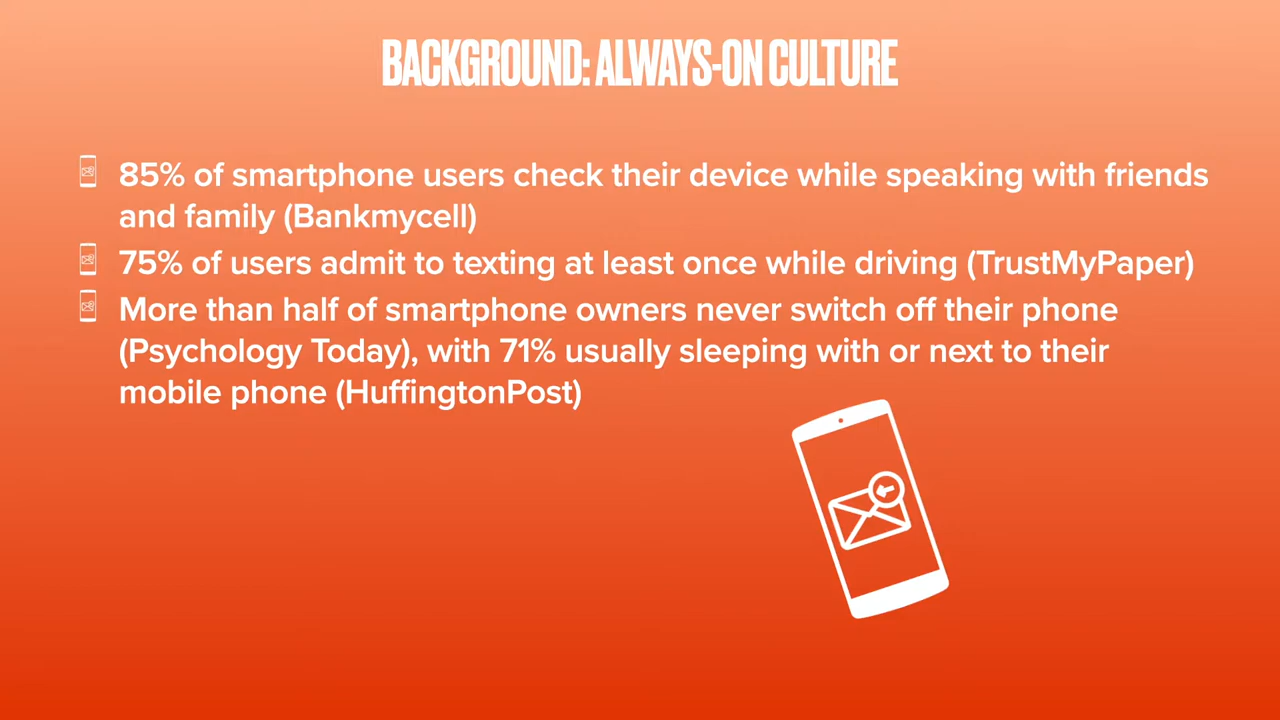 BACKGROUND: ALWAYS-ON CULTURE
85% of smartphone users check their device while speaking with friends
and family (Bankmycell)
75% of users admit to texting at least once while driving (TrustMyPaper)
More than half of smartphone owners never switch off their phone
(Psychology Today), with 71% usually sleeping with or next to their
mobile phone (HuffingtonPost)